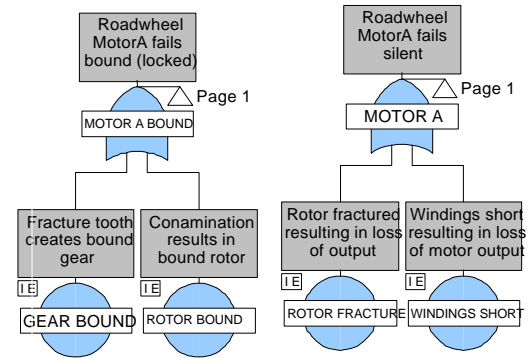 Roadwheel
MotorA fails
bound (locked)
Page 1
MOTOR A BOUND
Fracture tooth
creates bound
gear
Conamination
results in
bound rotor
I E
I E
GEAR BOUND
ROTOR BOUND
Roadwheel
MotorA fails
silent
Page 1
MOTOR A
Rotor fractured
resulting in loss
of output
Windings short
resulting in loss
of motor output
I E
I E
ROTOR FRACTURE
WINDINGS SHORT